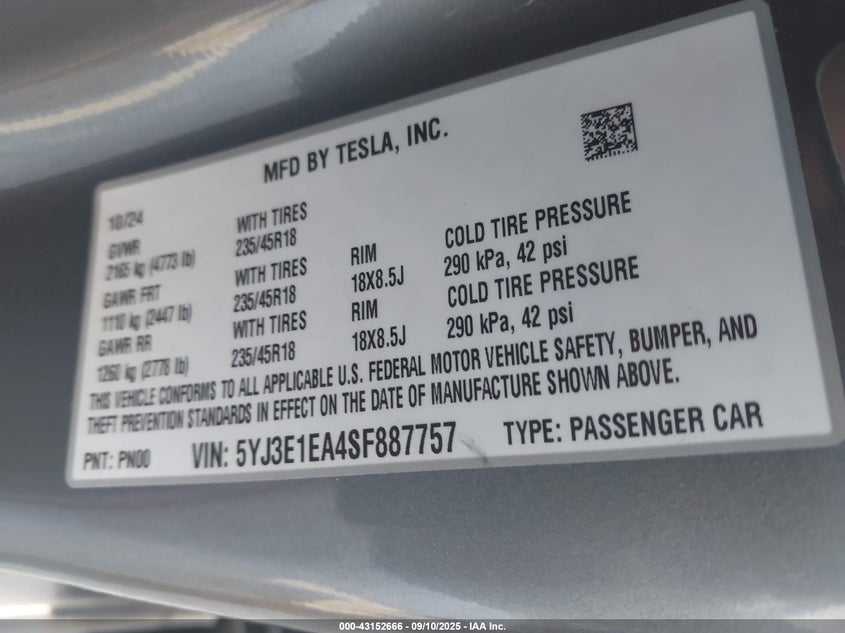 MFD BY TESLA, INC.
10/24
GVWR
2165 kg (4773 lb)
WITH TIRES
235/45R18
GAWR FRT
1110 kg (2447 lb)
WITH TIRES
235/45R18
RIM
18X8.5J
COLD TIRE PRESSURE
290 kPa, 42 psi
GAWR RR
1260 kg (2778 lb)
WITH TIRES
235/45R18
RIM
18X8.5J
COLD TIRE PRESSURE
290 kPa, 42 psi
THIS VEHICLE CONFORMS TO ALL APPLICABLE U.S. FEDERAL MOTOR VEHICLE SAFETY, BUMPER, AND
THEFT PREVENTION STANDARDS IN EFFECT ON THE DATE OF MANUFACTURE SHOWN ABOVE.
PNT: PN00 VIN: 5YJ3E1EA4SF887757 TYPE: PASSENGER CAR
000-43152666 - 09/10/2025 - IAA Inc.